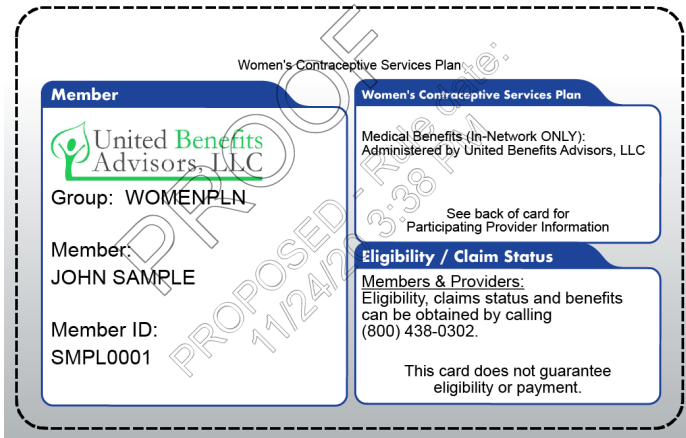 Women's Contraceptive Services Plan
Member
United Benefits
Advisors, LLC
Group: WOMENPLN
Member:
JOHN SAMPLE
Member ID:
SMPL0001
Women's Contraceptive Services Plan
Medical Benefits (In-Network ONLY):
Administered by United Benefits Advisors, LLC
See back of card for
Participating Provider Information
Eligibility / Claim Status
Members & Providers:
Eligibility, claims status and benefits
can be obtained by calling
(800) 438-0302.
This card does not guarantee
eligibility or payment.
PROOF
PROPOSED - Rule date:
11/24/20 3:38 PM